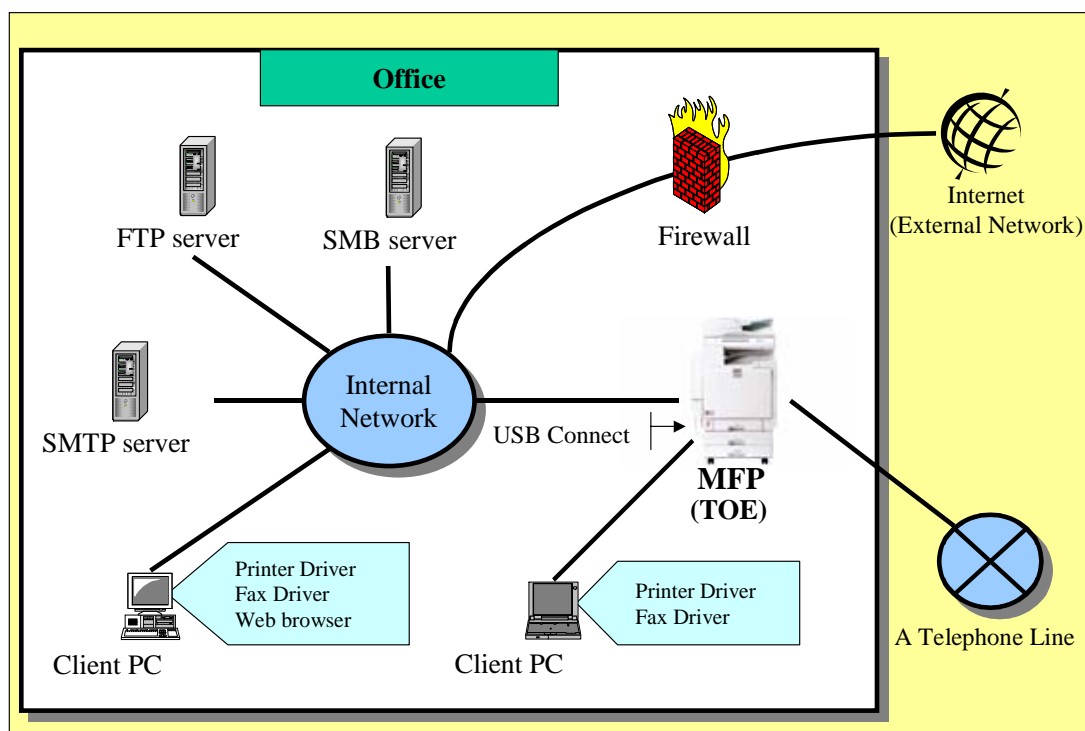 Office
FTP server
SMB server
Firewall
Internet
(External Network)
Internal
Network
SMTP server
USB Connect
MFP
(TOE)
Printer Driver
Fax Driver
Web browser
Client PC
Printer Driver
Fax Driver
Client PC
A Telephone Line